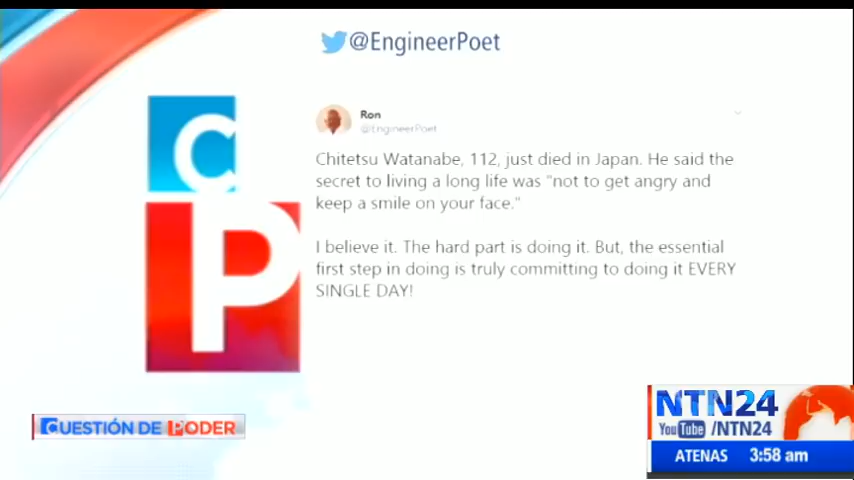 @EngineerPoet
Ron
@EngineerPoet
Chitetsu Watanabe, 112, just died in Japan. He said the
secret to living a long life was "not to get angry and
keep a smile on your face."
I believe it. The hard part is doing it. But, the essential
first step in doing is truly committing to doing it EVERY
SINGLE DAY!
C
P
CUESTIÓN DE PODER
NTN24
YouTube /NTN24
ATENAS 3:58 am